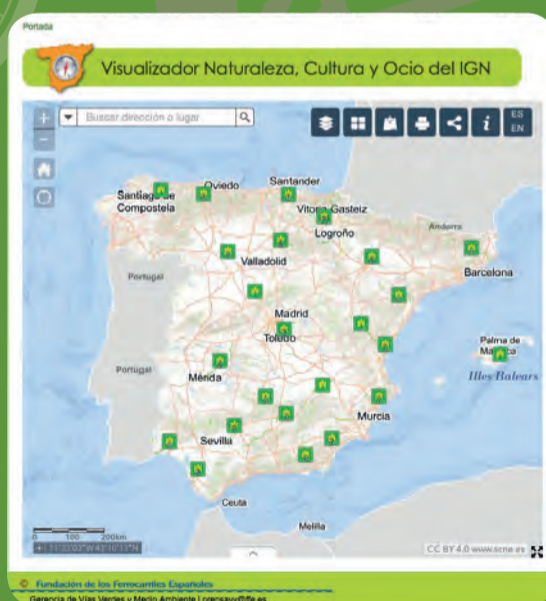 Portada
Visualizador Naturaleza, Cultura y Ocio del IGN
Buscar dirección o lugar
ES
EN
Oviedo
Santander
Santiago de
Compostela
Vitoria Gasteiz
Logroño
Andorra
Valladolid
Barcelona
Portugal
Madrid
Toledo
Palma de
Illes Balears
Portugal
Mérida
Murcia
Sevilla
Ceuta
Melilla
0 100 200km
CC BY 4.0 www.scne.es
© Fundación de los Ferrocarriles Españoles